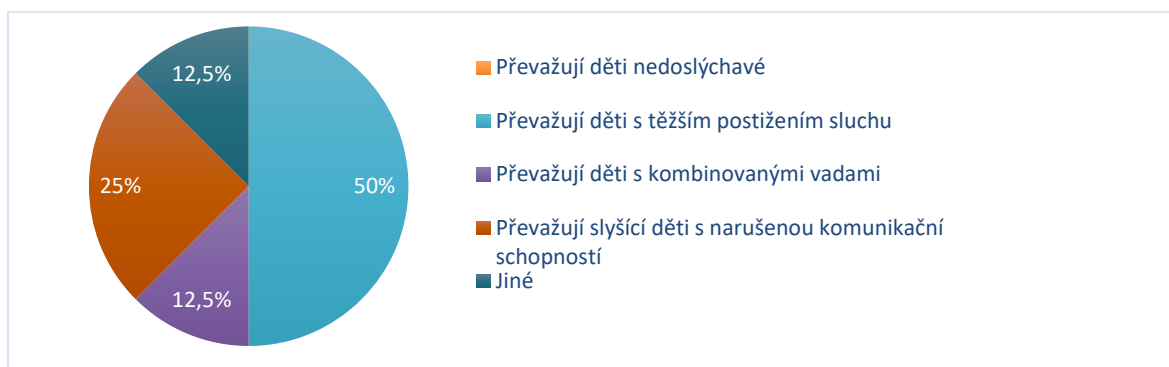 12,5%
25%
50%
12,5%
Převažují děti nedoslýchavé
Převažují děti s těžším postižením sluchu
Převažují děti s kombinovanými vadami
Převažují slyšící děti s narušenou komunikační
schopností
Jiné